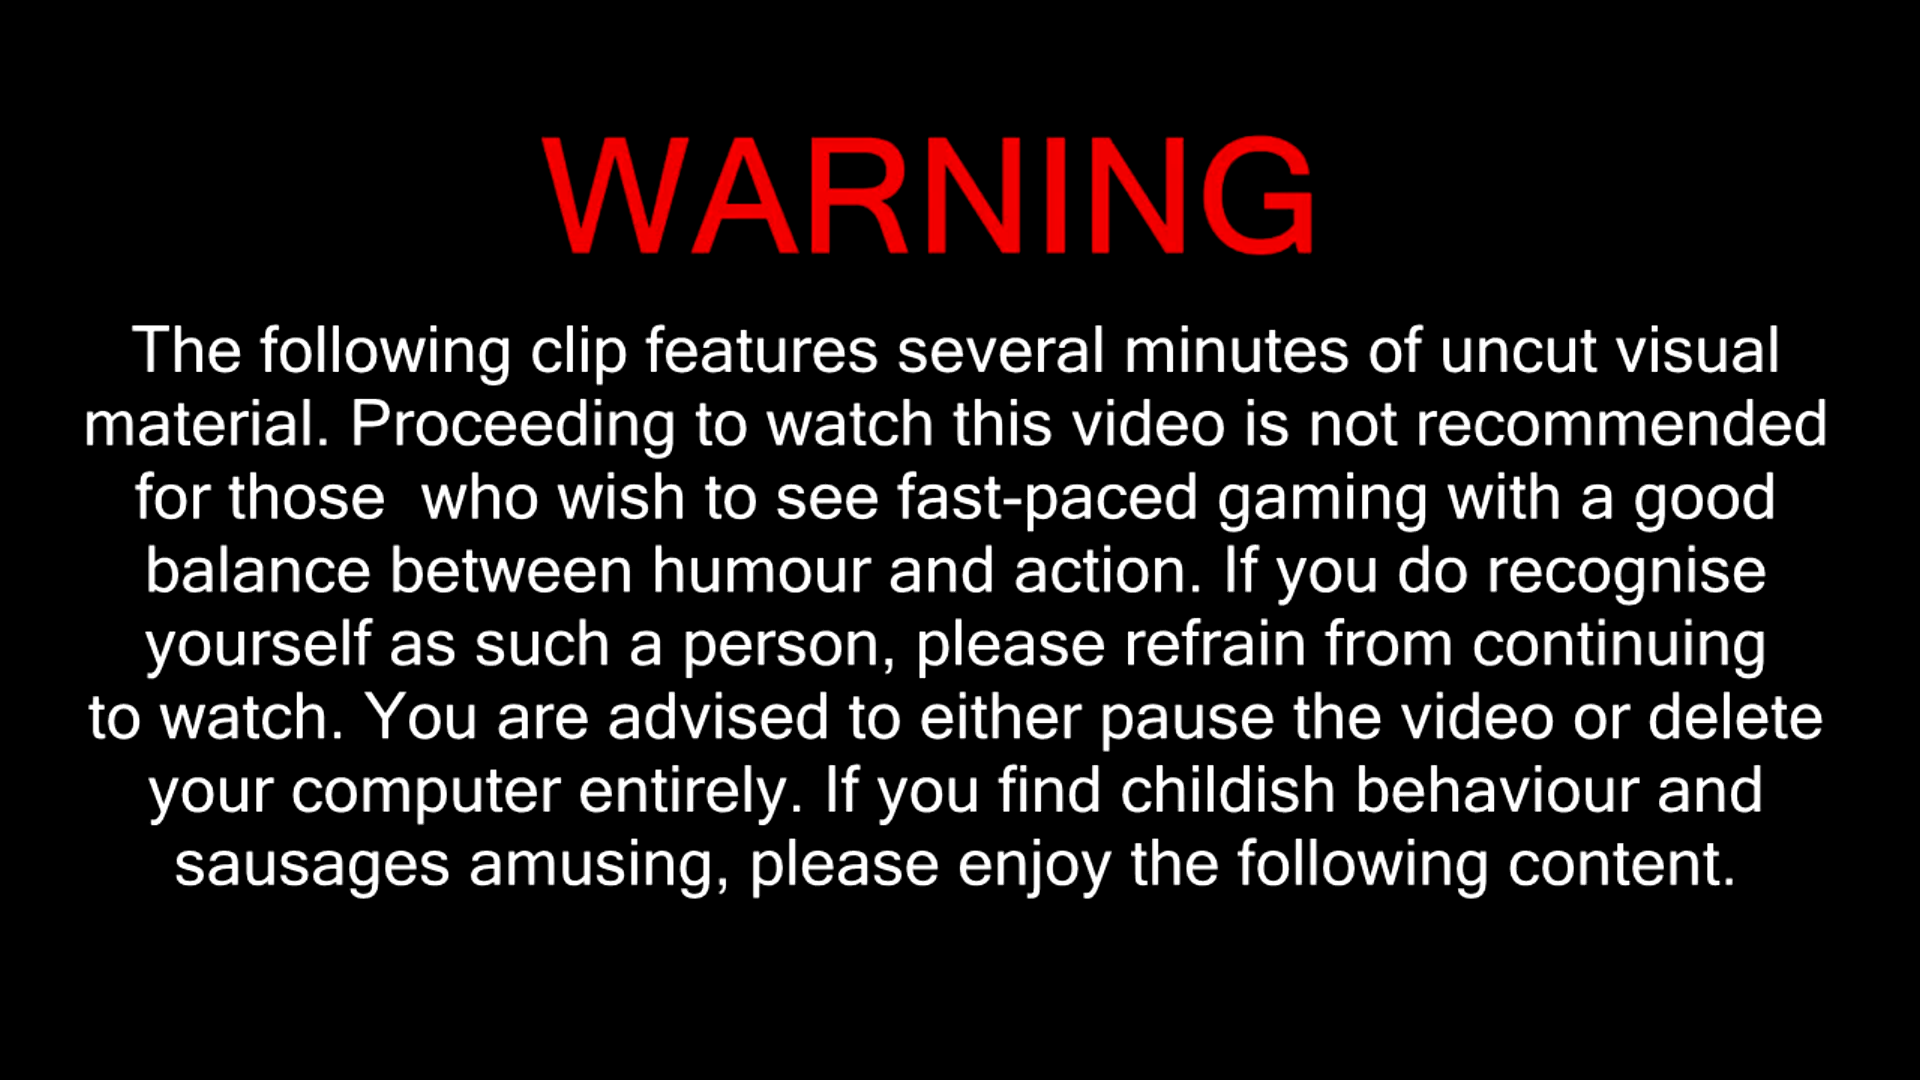 WARNING
The following clip features several minutes of uncut visual
material. Proceeding to watch this video is not recommended
for those  who wish to see fast-paced gaming with a good
balance between humour and action. If you do recognise
yourself as such a person, please refrain from continuing
to watch. You are advised to either pause the video or delete
your computer entirely. If you find childish behaviour and
sausages amusing, please enjoy the following content.